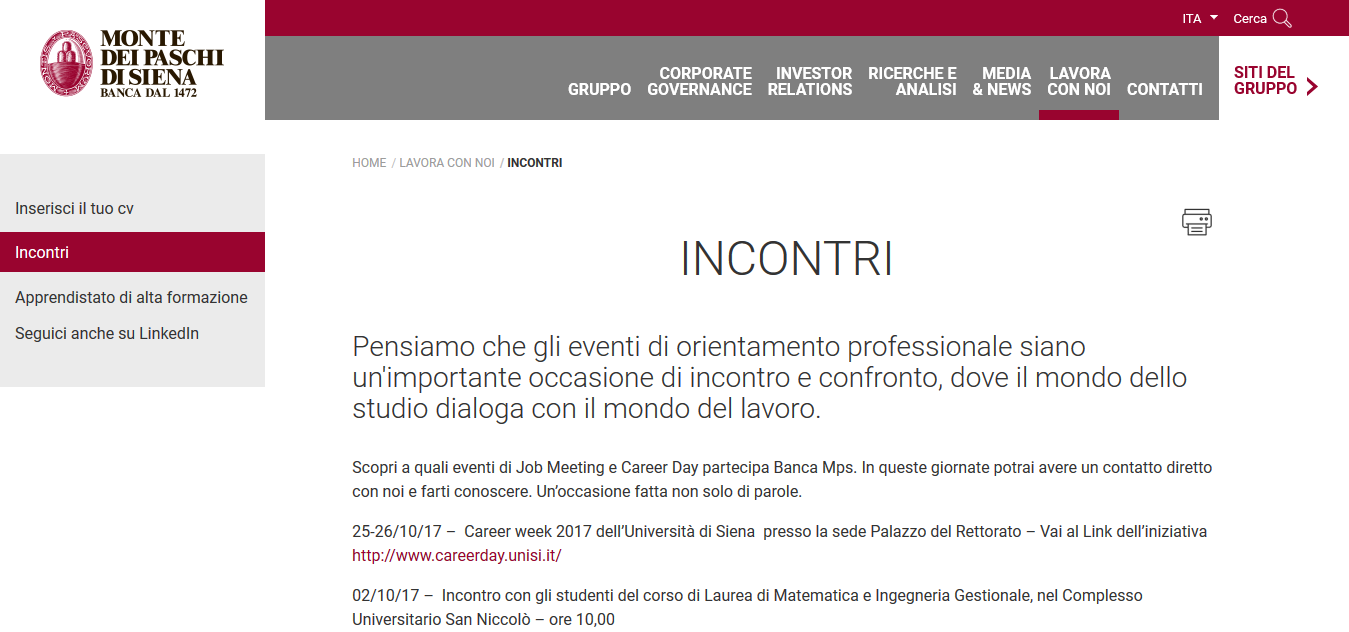 ITA Cerca
MONTE
DEI PASCHI
DI SIENA
BANCA DAL 1472
GRUPPO
CORPORATE
GOVERNANCE
INVESTOR
RELATIONS
RICERCHE E
ANALISI
MEDIA
& NEWS
LAVORA
CON NOI
CONTATTI
SITI DEL
GRUPPO
HOME / LAVORA CON NOI / INCONTRI
Inserisci il tuo cv
Incontri
Apprendistato di alta formazione
Seguici anche su LinkedIn
INCONTRI
Pensiamo che gli eventi di orientamento professionale siano
un'importante occasione di incontro e confronto, dove il mondo dello
studio dialoga con il mondo del lavoro.
Scopri a quali eventi di Job Meeting e Career Day partecipa Banca Mps. In queste giornate potrai avere un contatto diretto
con noi e farti conoscere. Un’occasione fatta non solo di parole.
25-26/10/17 – Career week 2017 dell’Università di Siena presso la sede Palazzo del Rettorato – Vai al Link dell’iniziativa
http://www.careerday.unisi.it/
02/10/17 – Incontro con gli studenti del corso di Laurea di Matematica e Ingegneria Gestionale, nel Complesso
Universitario San Niccolò – ore 10,00